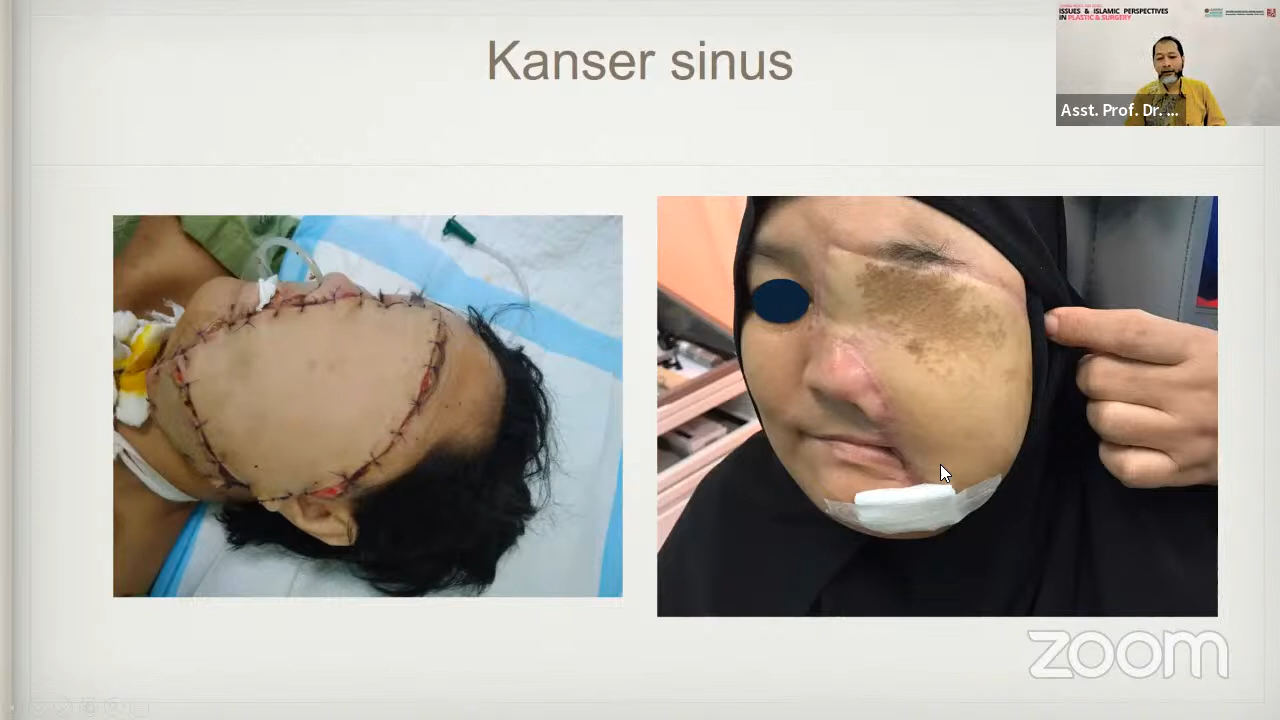 Kanser sinus
ISSUES & ISLAMIC PERSPECTIVES
IN PLASTIC & SURGERY
Asst. Prof. Dr. ...
zoom